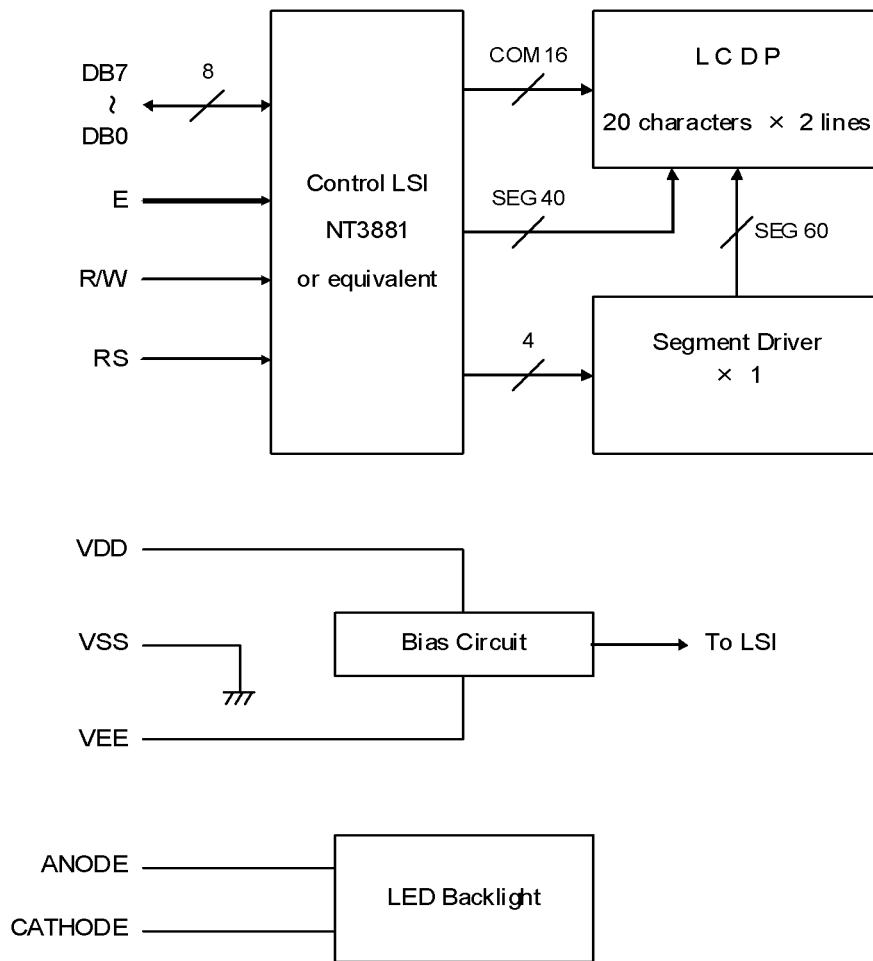 DB7
~
DB0
8
E
R/W
RS
Control LSI
NT3881
or equivalent
COM 16
SEG 40
4
L C D P
20 characters × 2 lines
SEG 60
Segment Driver
× 1
VDD
VSS
VEE
Bias Circuit
To LSI
ANODE
CATHODE
LED Backlight